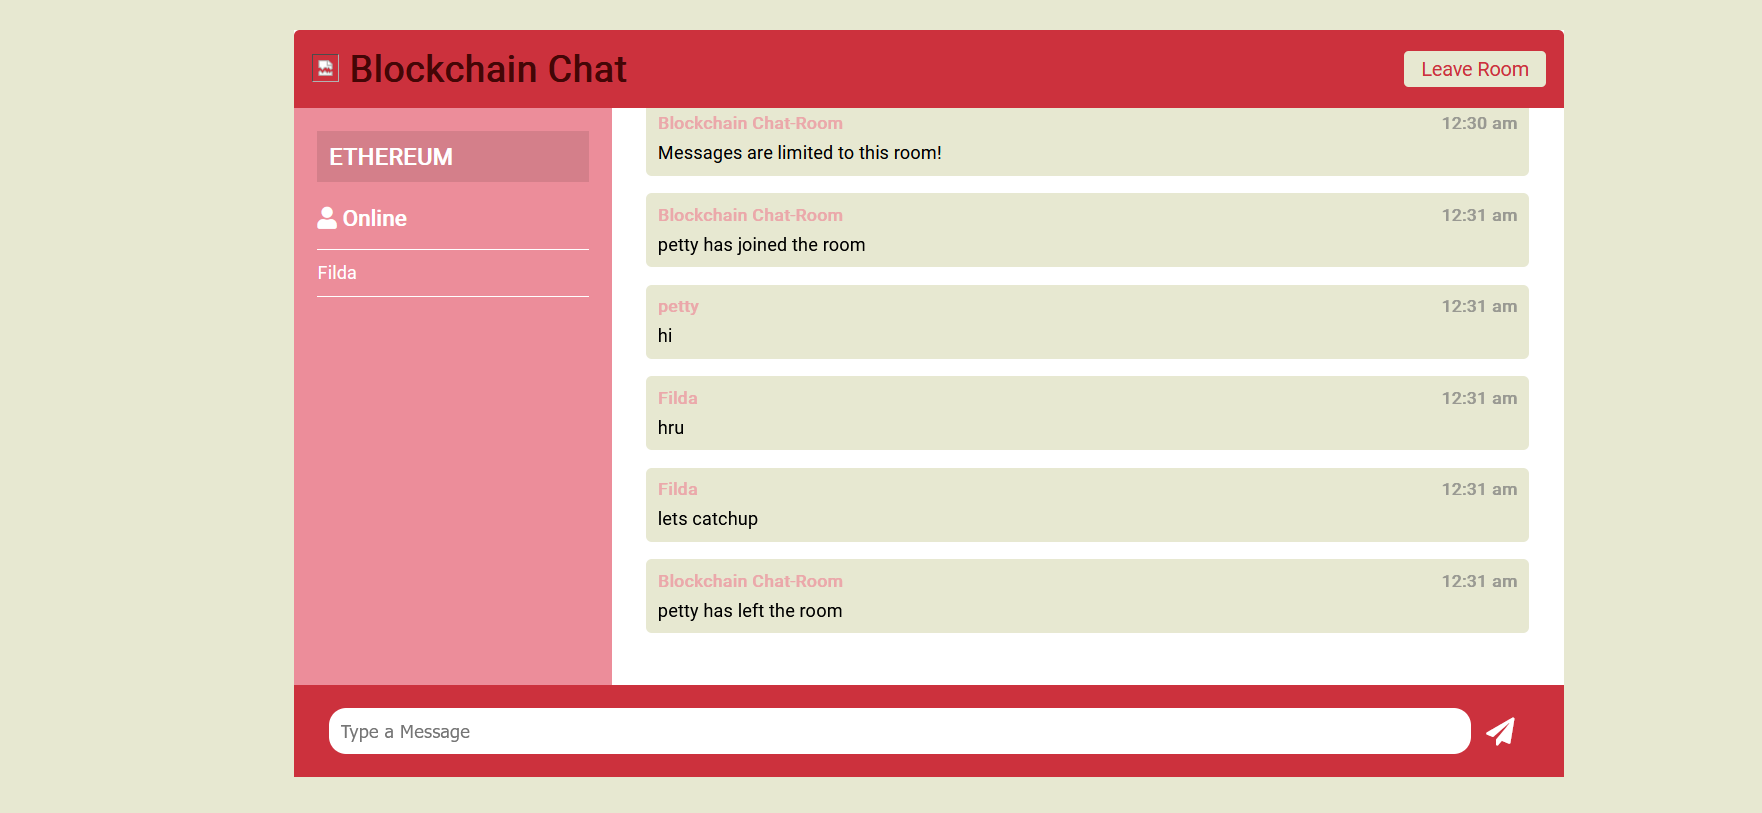 Blockchain Chat
Leave Room
ETHEREUM
Online
Filda
Blockchain Chat-Room 12:30 am
Messages are limited to this room!
Blockchain Chat-Room 12:31 am
petty has joined the room
petty 12:31 am
hi
Filda 12:31 am
hru
Filda 12:31 am
lets catchup
Blockchain Chat-Room 12:31 am
petty has left the room
Type a Message